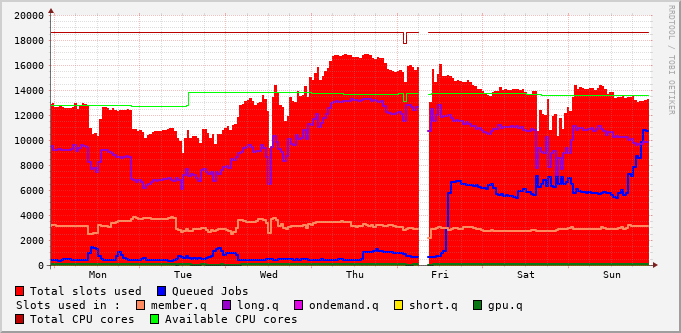 20000
18000
16000
14000
12000
10000
8000
6000
4000
2000
0
Mon Tue Wed Thu Fri Sat Sun
RRDTOOL / TOBI OETIKER
Total slots used Queued Jobs
Slots used in : member.q long.q ondemand.q short.q gpu.q
Total CPU cores Available CPU cores